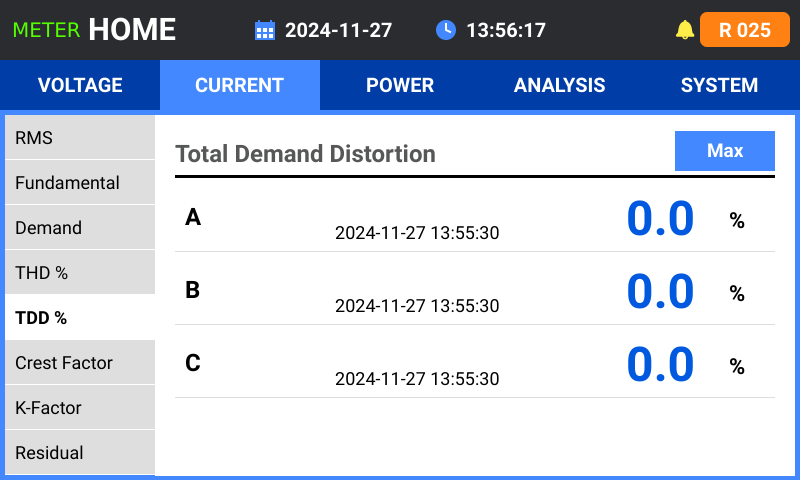 METER HOME 2024-11-27 13:56:17 R 025
VOLTAGE CURRENT POWER ANALYSIS SYSTEM
RMS
Fundamental
Demand
THD %
TDD %
Crest Factor
K-Factor
Residual
Total Demand Distortion Max
A 2024-11-27 13:55:30 0.0 %
B 2024-11-27 13:55:30 0.0 %
C 2024-11-27 13:55:30 0.0 %